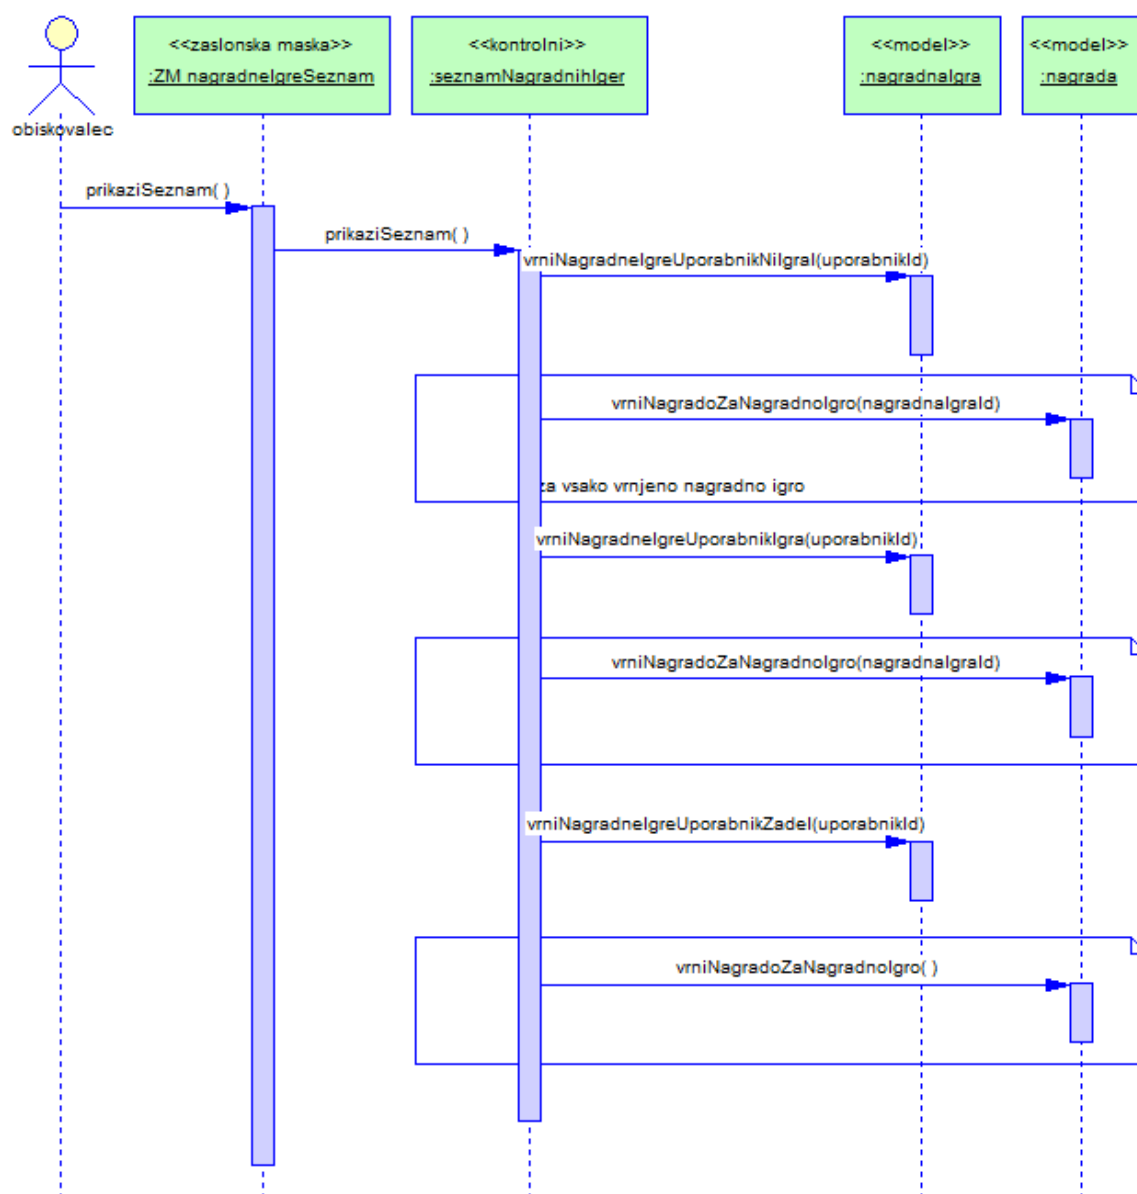 <<zaslonska maska>>
:ZM nagradneIgreSeznam
<<kontrolni>>
:seznamNagradnihIger
<<model>>
:nagradnaIgra
<<model>>
:nagrada
obiskovalec
prikaziSeznam( )
prikaziSeznam( )
vrniNagradneIgreUporabnikNiIgral(uporabnikId)
vrniNagradoZaNagradnoIgro(nagradnaIgraId)
za vsako vrnjeno nagradno igro
vrniNagradneIgreUporabnikIgra(uporabnikId)
vrniNagradoZaNagradnoIgro(nagradnaIgraId)
vrniNagradneIgreUporabnikZadel(uporabnikId)
vrniNagradoZaNagradnoIgro( )